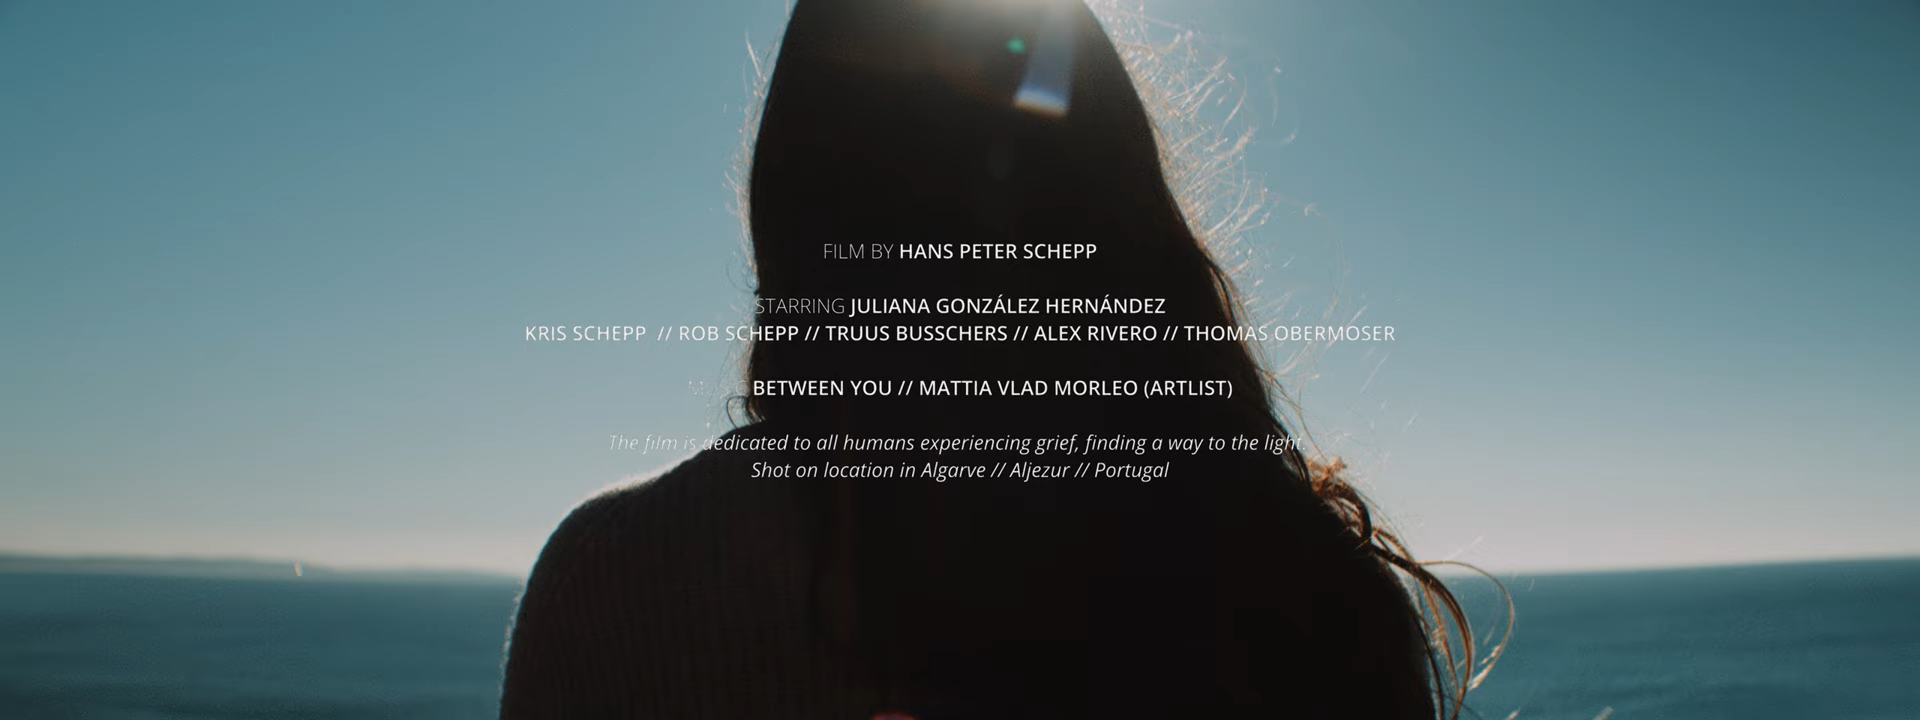 FILM BY HANS PETER SCHEPP
STARRING JULIANA GONZÁLEZ HERNÁNDEZ
KRIS SCHEPP // ROB SCHEPP // TRUUS BUSSCHERS // ALEX RIVERO // THOMAS OBERMOSER
MUSIC BETWEEN YOU // MATTIA VLAD MORLEO (ARTLIST)
The film is dedicated to all humans experiencing grief, finding a way to the light.
Shot on location in Algarve // Aljezur // Portugal